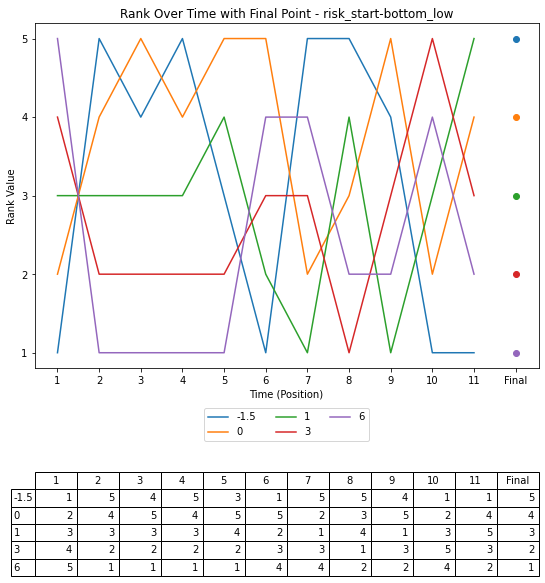 Rank Over Time with Final Point - risk_start-bottom_low
5
4
3
2
1
Rank Value
1 2 3 4 5 6 7 8 9 10 11 Final
Time (Position)
-1.5 1 6
0 3
1 2 3 4 5 6 7 8 9 10 11 Final
-1.5 1 5 4 5 3 1 5 5 4 1 1 5
0 2 4 5 4 5 5 2 3 5 2 4 4
1 3 3 3 3 4 2 1 4 1 3 5 3
3 4 2 2 2 2 3 3 1 3 5 3 2
6 5 1 1 1 1 4 4 2 2 4 2 1